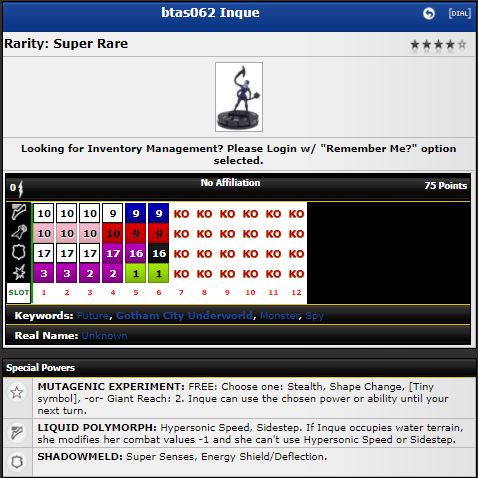 btas062 Inque
[DIAL]
Rarity: Super Rare
Looking for Inventory Management? Please Login w/ "Remember Me?" option
selected.
0 No Affiliation 75 Points
10 10 10 9 9 9 KO KO KO KO KO KO
10 10 10 10 9 9 KO KO KO KO KO KO
17 17 17 17 16 16 KO KO KO KO KO KO
3 3 2 2 1 1 KO KO KO KO KO KO
SLOT 1 2 3 4 5 6 7 8 9 10 11 12
Keywords: Future, Gotham City Underworld, Monster, Spy
Real Name: Unknown
Special Powers
MUTAGENIC EXPERIMENT: FREE: Choose one: Stealth, Shape Change, [Tiny
symbol], -or- Giant Reach: 2. Inque can use the chosen power or ability until your
next turn.
LIQUID POLYMORPH: Hypersonic Speed, Sidestep. If Inque occupies water terrain,
she modifies her combat values -1 and she can't use Hypersonic Speed or Sidestep.
SHADOWMELD: Super Senses, Energy Shield/Deflection.